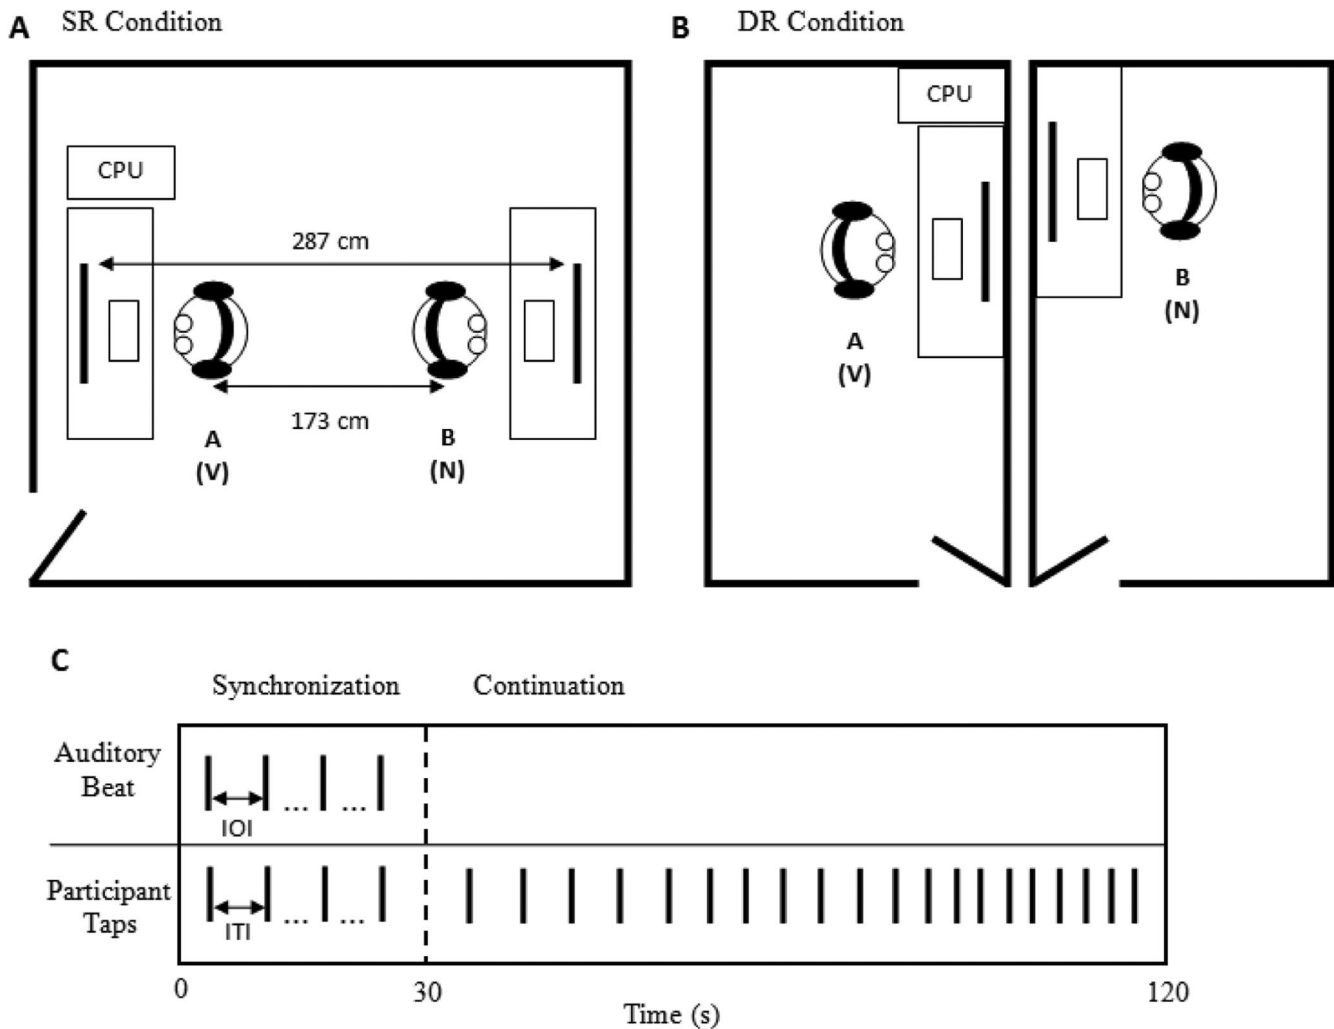 A SR Condition
CPU
287 cm
173 cm
A
(V)
B
(N)
B DR Condition
CPU
A
(V)
B
(N)
C
Synchronization Continuation
Auditory
Beat
... ...
IOI
Participant
Taps
... ...
ITI
0 30 120
Time (s)